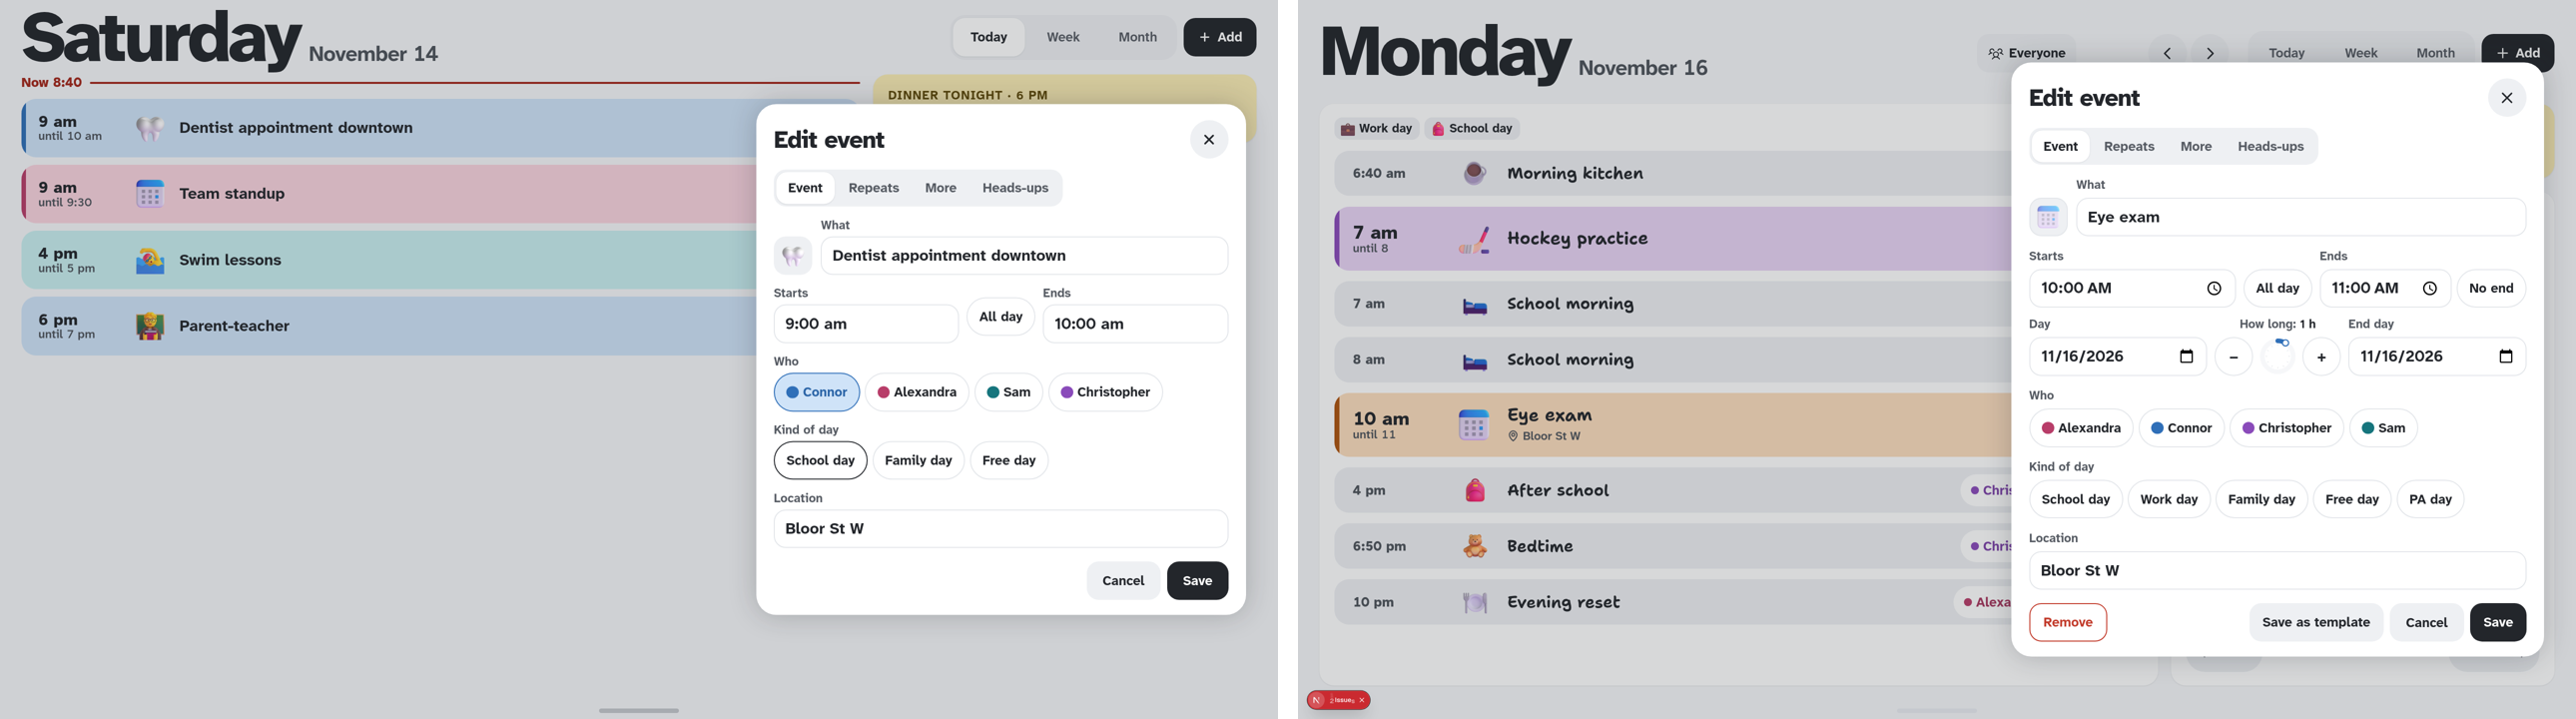 Saturday November 14
Today Week Month + Add
Now 8:40
DINNER TONIGHT · 6 PM
9 am
until 10 am
Dentist appointment downtown
9 am
until 9:30
Team standup
4 pm
until 5 pm
Swim lessons
6 pm
until 7 pm
Parent-teacher
Edit event
Event Repeats More Heads-ups
What
Dentist appointment downtown
Starts
Ends
9:00 am
All day
10:00 am
Who
Connor Alexandra Sam Christopher
Kind of day
School day Family day Free day
Location
Bloor St W
Cancel Save
Monday November 16
Everyone
Today Week Month + Add
Work day School day
6:40 am Morning kitchen
7 am
until 8
Hockey practice
7 am School morning
8 am School morning
10 am
until 11
Eye exam
Bloor St W
4 pm After school Chris
6:50 pm Bedtime Chris
10 pm Evening reset Alexa
Edit event
Event Repeats More Heads-ups
What
Eye exam
Starts Ends
10:00 AM All day 11:00 AM No end
Day How long: 1 h End day
11/16/2026 − + 11/16/2026
Who
Alexandra Connor Christopher Sam
Kind of day
School day Work day Family day Free day PA day
Location
Bloor St W
Remove Save as template Cancel Save